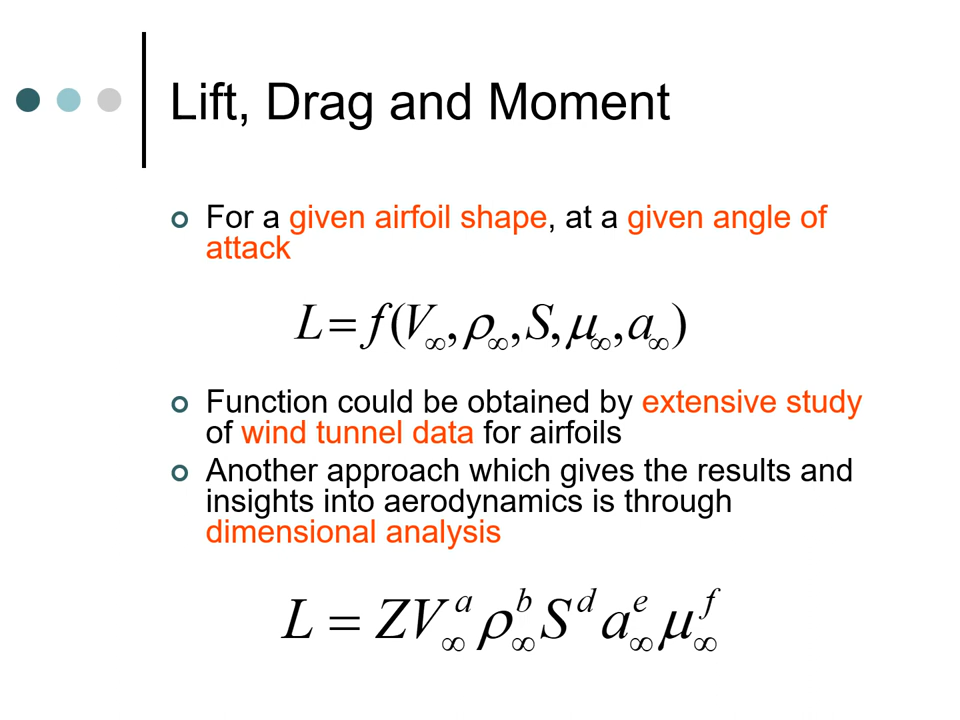 Lift, Drag and Moment
For a given airfoil shape, at a given angle of
attack
L = f(V∞, ρ∞, S, μ∞, a∞)
Function could be obtained by extensive study
of wind tunnel data for airfoils
Another approach which gives the results and
insights into aerodynamics is through
dimensional analysis
L = ZV∞^a ρ∞^b S^d a∞^e μ∞^f